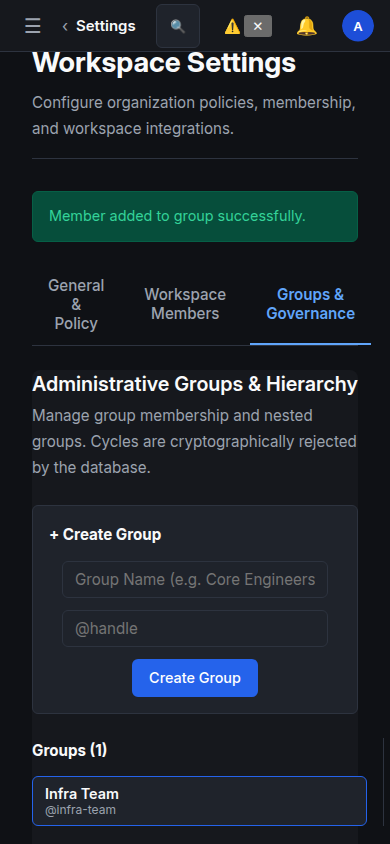 ☰ ‹ Settings 🔍 ⚠️ ✕ 🔔 A
Workspace Settings
Configure organization policies, membership,
and workspace integrations.
Member added to group successfully.
General
&
Policy
Workspace
Members
Groups &
Governance
Administrative Groups & Hierarchy
Manage group membership and nested
groups. Cycles are cryptographically rejected
by the database.
+ Create Group
Group Name (e.g. Core Engineers
@handle
Create Group
Groups (1)
Infra Team
@infra-team